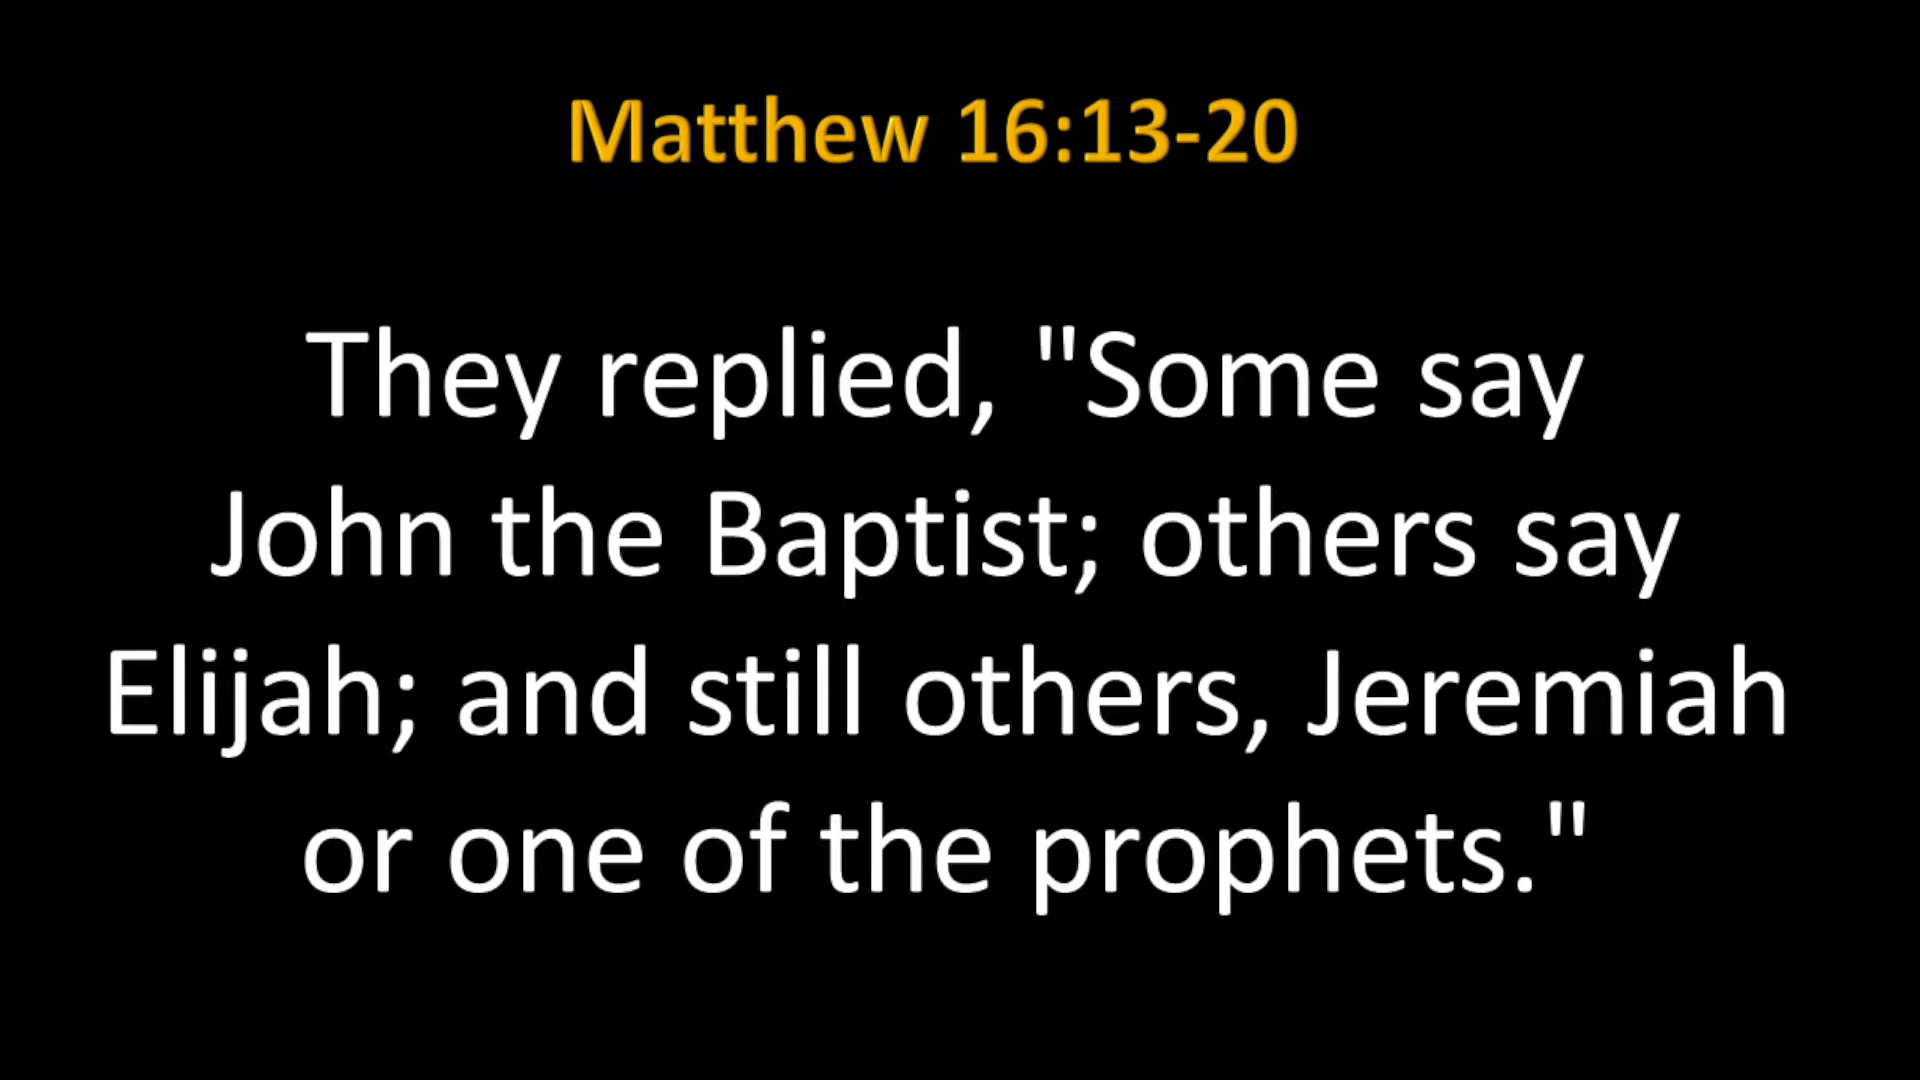 Matthew 16:13-20
They replied, "Some say
John the Baptist; others say
Elijah; and still others, Jeremiah
or one of the prophets."